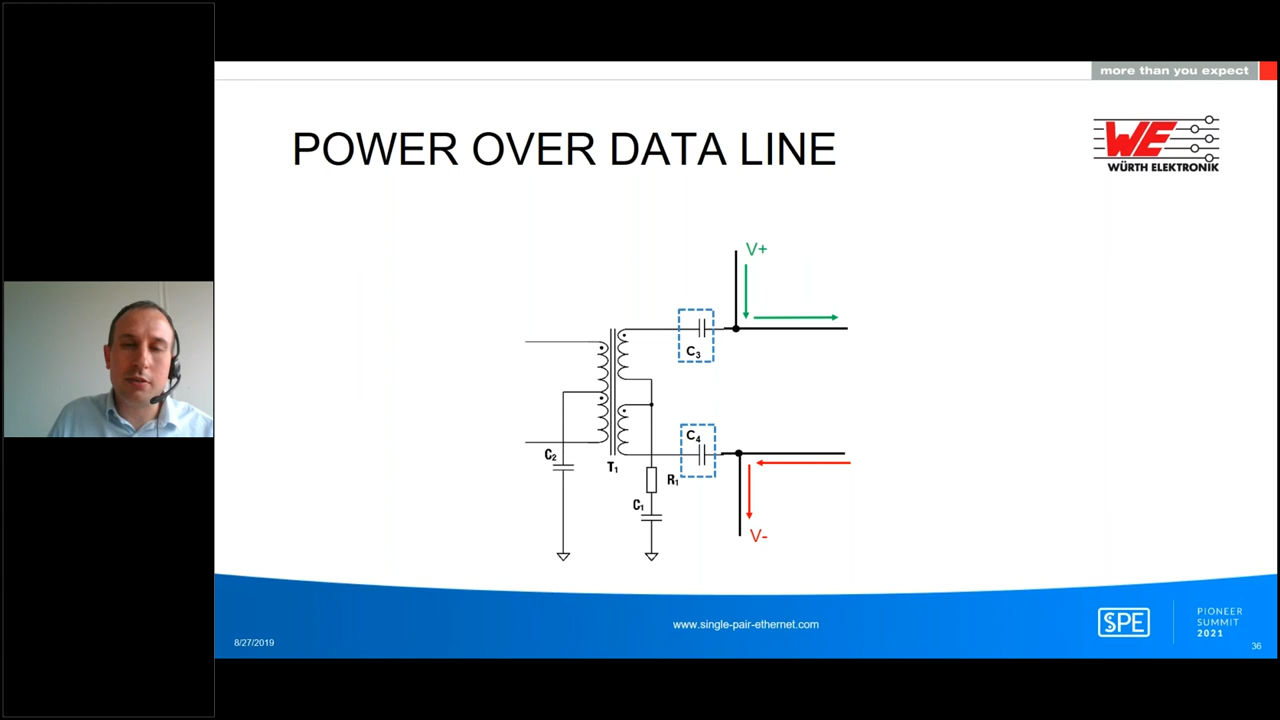 more than you expect
POWER OVER DATA LINE
WE
WÜRTH ELEKTRONIK
V+
C3
C4
C2
T1
R1
C1
V-
www.single-pair-ethernet.com
SPE
PIONEER
SUMMIT
2021
8/27/2019
36